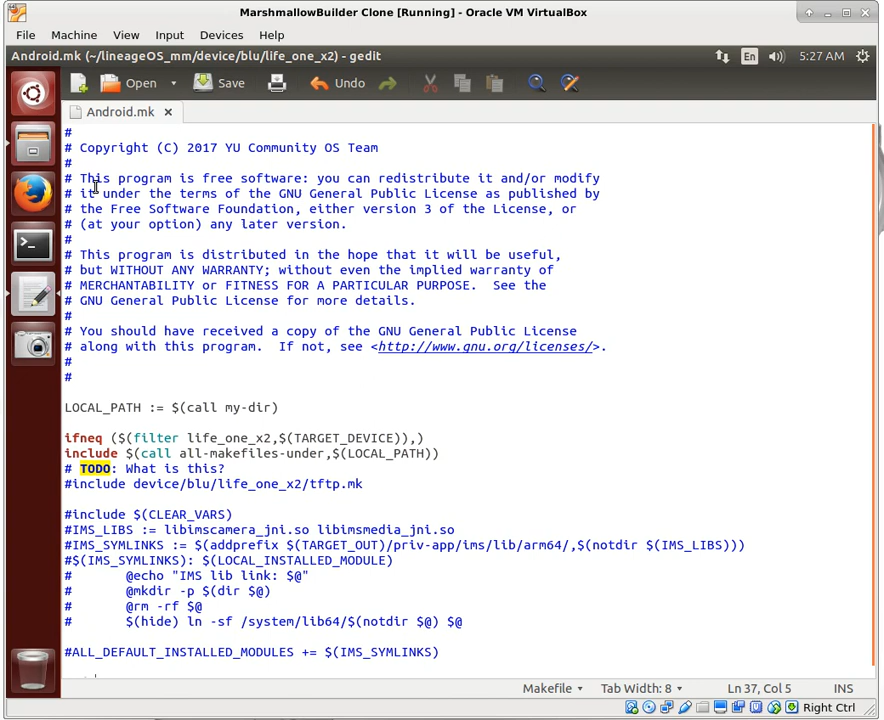 MarshmallowBuilder Clone [Running] - Oracle VM VirtualBox
File Machine View Input Devices Help
Android.mk (~/lineageOS_mm/device/blu/life_one_x2) - gedit En 5:27 AM
Open Save Undo
Android.mk ×
#
# Copyright (C) 2017 YU Community OS Team
#
# This program is free software: you can redistribute it and/or modify
# it under the terms of the GNU General Public License as published by
# the Free Software Foundation, either version 3 of the License, or
# (at your option) any later version.
#
# This program is distributed in the hope that it will be useful,
# but WITHOUT ANY WARRANTY; without even the implied warranty of
# MERCHANTABILITY or FITNESS FOR A PARTICULAR PURPOSE.  See the
# GNU General Public License for more details.
#
# You should have received a copy of the GNU General Public License
# along with this program.  If not, see <http://www.gnu.org/licenses/>.
#
#
LOCAL_PATH := $(call my-dir)
ifneq ($(filter life_one_x2,$(TARGET_DEVICE)),)
include $(call all-makefiles-under,$(LOCAL_PATH))
# TODO: What is this?
#include device/blu/life_one_x2/tftp.mk
#include $(CLEAR_VARS)
#IMS_LIBS := libimscamera_jni.so libimsmedia_jni.so
#IMS_SYMLINKS := $(addprefix $(TARGET_OUT)/priv-app/ims/lib/arm64/,$(notdir $(IMS_LIBS)))
#$(IMS_SYMLINKS): $(LOCAL_INSTALLED_MODULE)
#       @echo "IMS lib link: $@"
#       @mkdir -p $(dir $@)
#       @rm -rf $@
#       $(hide) ln -sf /system/lib64/$(notdir $@) $@
#ALL_DEFAULT_INSTALLED_MODULES += $(IMS_SYMLINKS)
Makefile Tab Width: 8 Ln 37, Col 5 INS
Right Ctrl